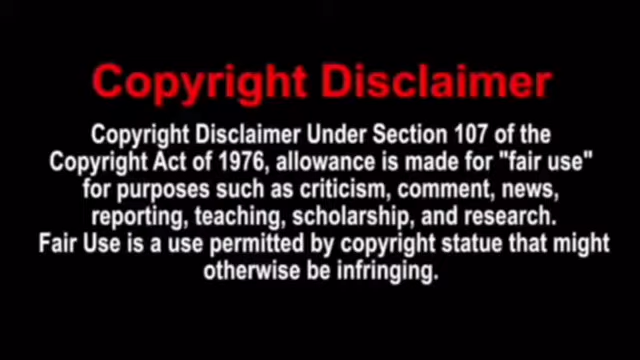 Copyright Disclaimer
Copyright Disclaimer Under Section 107 of the
Copyright Act of 1976, allowance is made for "fair use"
for purposes such as criticism, comment, news,
reporting, teaching, scholarship, and research.
Fair Use is a use permitted by copyright statue that might
otherwise be infringing.